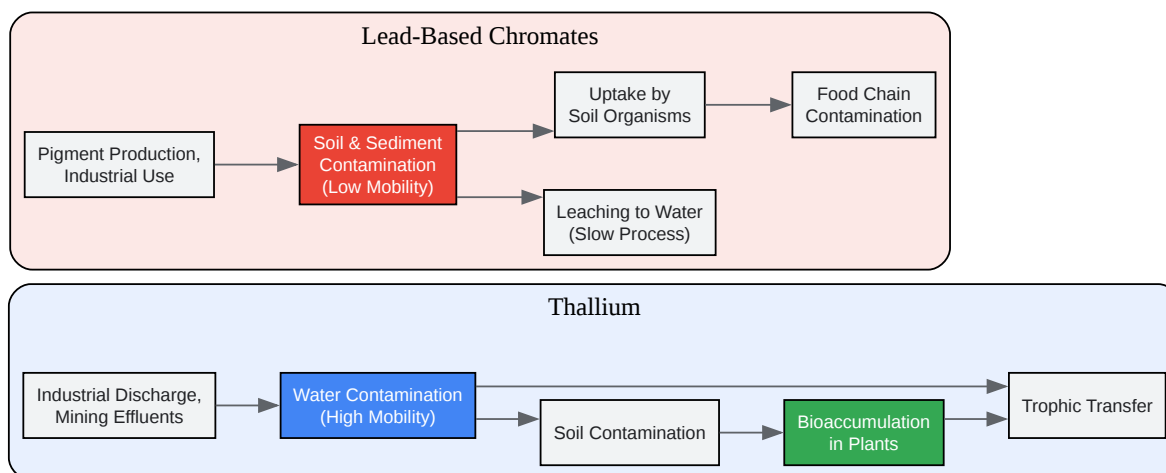 Lead-Based Chromates
Pigment Production,
Industrial Use
Soil & Sediment
Contamination
(Low Mobility)
Uptake by
Soil Organisms
Food Chain
Contamination
Leaching to Water
(Slow Process)
Thallium
Industrial Discharge,
Mining Effluents
Water Contamination
(High Mobility)
Soil Contamination
Bioaccumulation
in Plants
Trophic Transfer